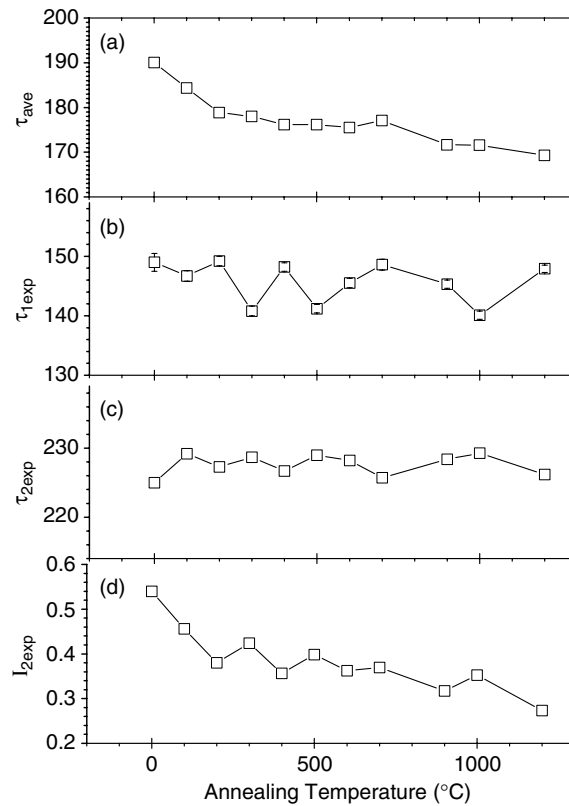 200
(a)
190
180
170
160
τave
(b)
150
140
130
τ1exp
(c)
230
220
τ2exp
0.6
(d)
0.5
0.4
0.3
0.2
I2exp
0 500 1000
Annealing Temperature (°C)